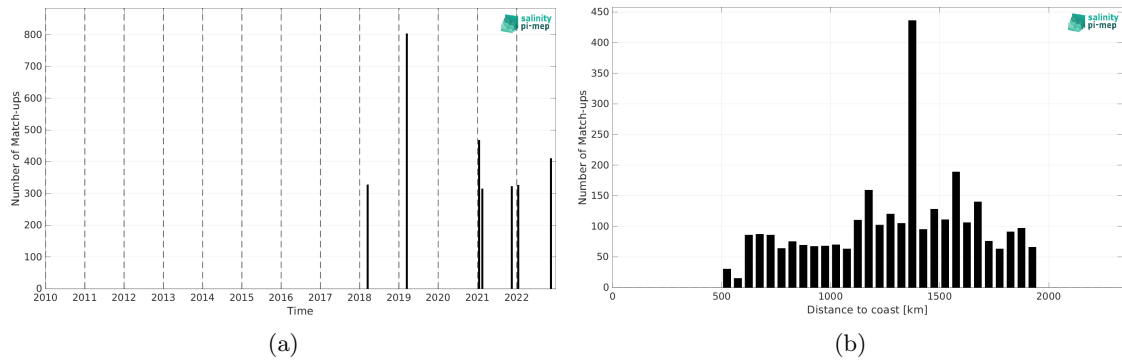 salinity
pi-mep
Number of Match-ups
800
700
600
500
400
300
200
100
0
2010 2011 2012 2013 2014 2015 2016 2017 2018 2019 2020 2021 2022
Time
(a)
salinity
pi-mep
Number of Match-ups
450
400
350
300
250
200
150
100
50
0
0 500 1000 1500 2000
Distance to coast [km]
(b)